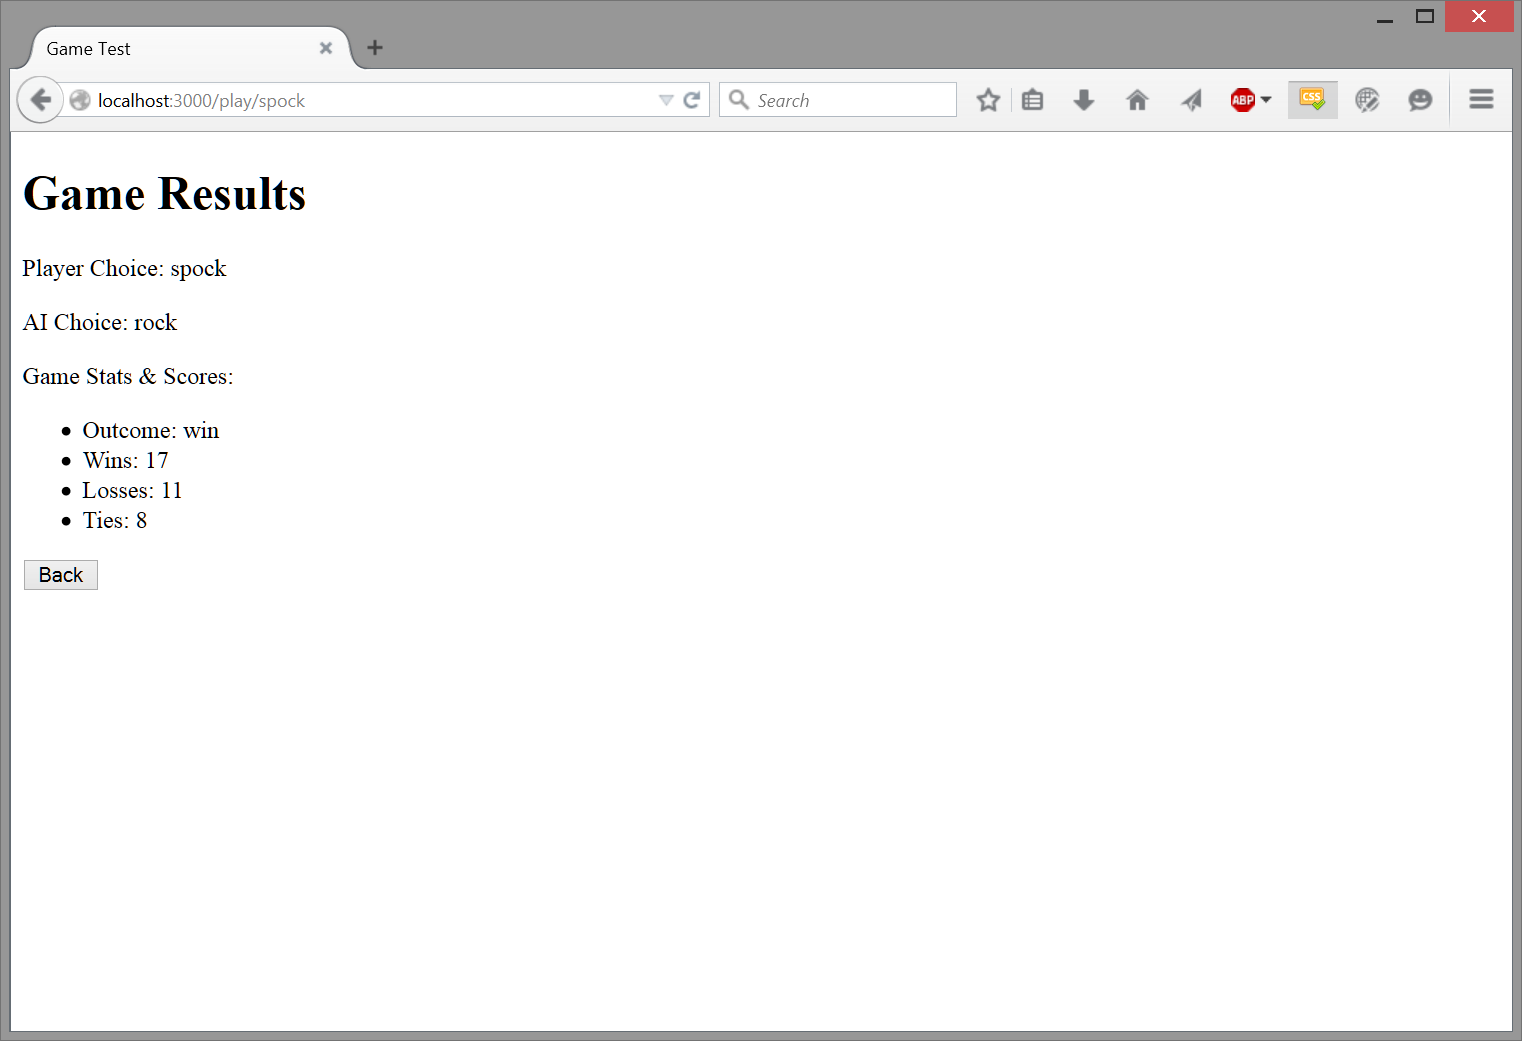 Game Test
localhost:3000/play/spock
Search
ABP
CSS
Game Results
Player Choice: spock
AI Choice: rock
Game Stats & Scores:
Outcome: win
Wins: 17
Losses: 11
Ties: 8
Back